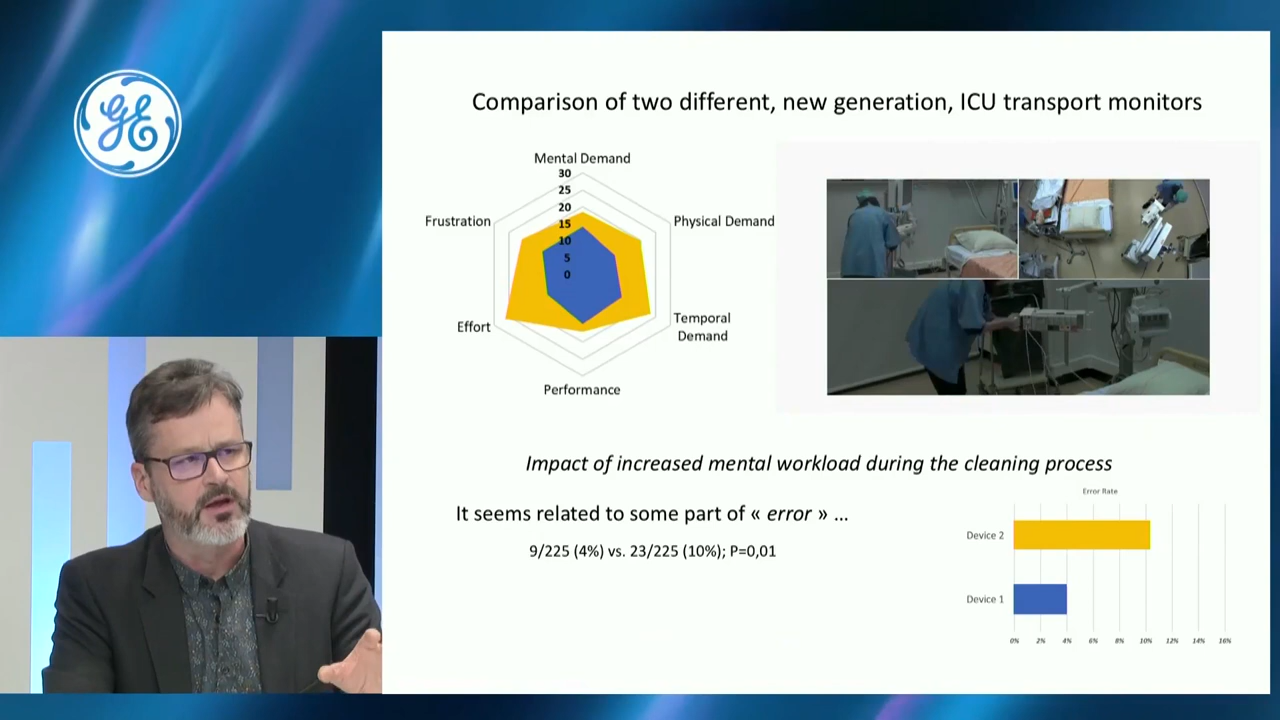 GE
Comparison of two different, new generation, ICU transport monitors
Mental Demand
30
25
20
15
10
5
0
Frustration
Physical Demand
Effort
Temporal
Demand
Performance
Impact of increased mental workload during the cleaning process
It seems related to some part of « error » ...
9/225 (4%) vs. 23/225 (10%); P=0,01
Error Rate
Device 2
Device 1
0% 2% 4% 6% 8% 10% 12% 14% 16%